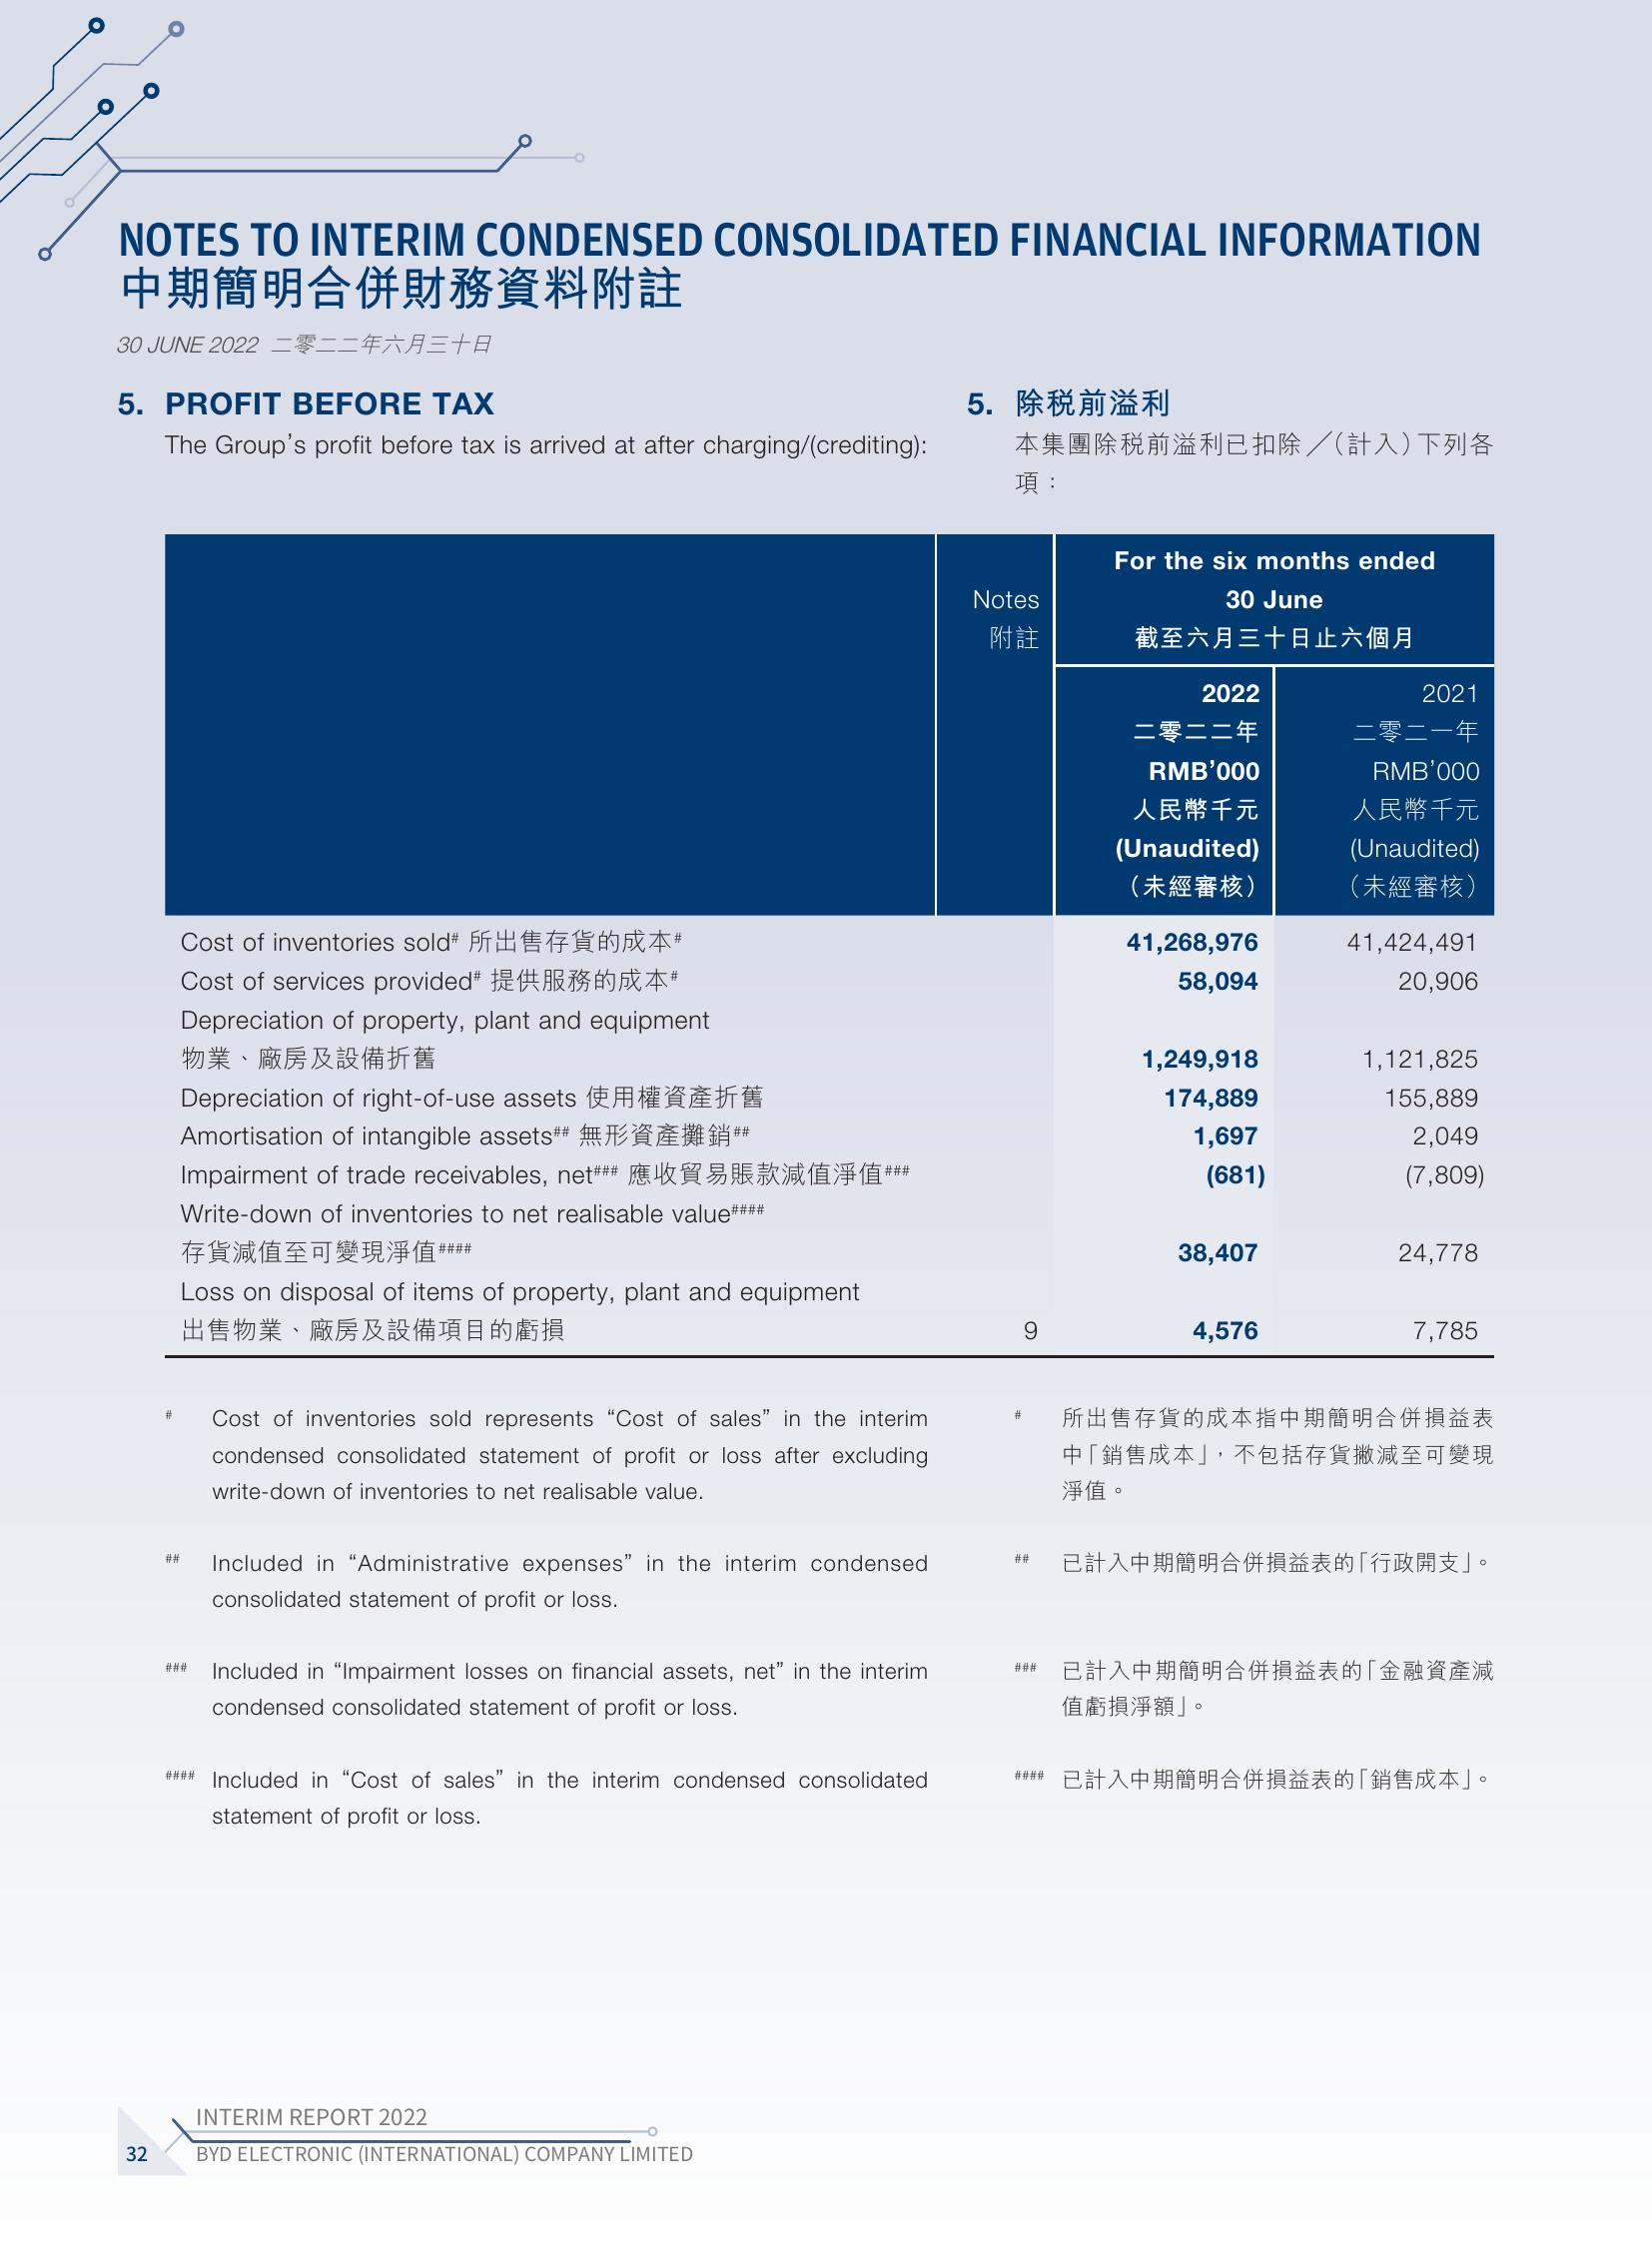 NOTES TO INTERIM CONDENSED CONSOLIDATED FINANCIAL INFORMATION
中期簡明合併財務資料附註
30 JUNE 2022 二零二二年六月三十日
5. PROFIT BEFORE TAX
The Group’s profit before tax is arrived at after charging/(crediting):
5. 除稅前溢利
本集團除稅前溢利已扣除／（計入）下列各
項：
Notes
附註
For the six months ended
30 June
截至六月三十日止六個月
2022
二零二二年
RMB’000
人民幣千元
(Unaudited)
（未經審核）
2021
二零二一年
RMB’000
人民幣千元
(Unaudited)
（未經審核）
Cost of inventories sold# 所出售存貨的成本# 41,268,976 41,424,491
Cost of services provided# 提供服務的成本# 58,094 20,906
Depreciation of property, plant and equipment
物業、廠房及設備折舊 1,249,918 1,121,825
Depreciation of right-of-use assets 使用權資產折舊 174,889 155,889
Amortisation of intangible assets## 無形資產攤銷## 1,697 2,049
Impairment of trade receivables, net### 應收貿易賬款減值淨值### (681) (7,809)
Write-down of inventories to net realisable value####
存貨減值至可變現淨值#### 38,407 24,778
Loss on disposal of items of property, plant and equipment
出售物業、廠房及設備項目的虧損 9 4,576 7,785
# Cost of inventories sold represents “Cost of sales” in the interim
condensed consolidated statement of profit or loss after excluding
write-down of inventories to net realisable value.
## Included in “Administrative expenses” in the interim condensed
consolidated statement of profit or loss.
### Included in “Impairment losses on financial assets, net” in the interim
condensed consolidated statement of profit or loss.
#### Included in “Cost of sales” in the interim condensed consolidated
statement of profit or loss.
# 所出售存貨的成本指中期簡明合併損益表
中「銷售成本」，不包括存貨撇減至可變現
淨值。
## 已計入中期簡明合併損益表的「行政開支」。
### 已計入中期簡明合併損益表的「金融資產減
值虧損淨額」。
#### 已計入中期簡明合併損益表的「銷售成本」。
INTERIM REPORT 2022
32 BYD ELECTRONIC (INTERNATIONAL) COMPANY LIMITED